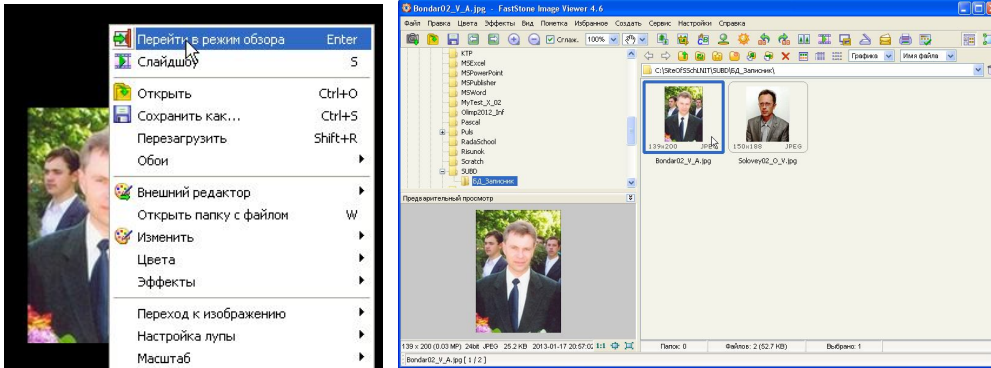 Перейти в режим обзора Enter
Слайдшоу S
Открыть Ctrl+O
Сохранить как... Ctrl+S
Перезагрузить Shift+R
Обои
Внешний редактор
Открыть папку с файлом W
Изменить
Цвета
Эффекты
Переход к изображению
Настройка лупы
Масштаб
Bondar02_V_A.jpg - FastStone Image Viewer 4.6
Файл Правка Цвета Эффекты Вид Пометка Избранное Создать Сервис Настройки Справка
Сглаж. 100%
KTP
MSExcel
MSPowerPoint
MSPublisher
MSWord
MyTest_X_02
Olimp2012_Inf
Pascal
Puls
RadaSchool
Risunok
Scratch
SUBD
БД_Записник
Графика Имя файла
C:\SiteOfSSchLNIT\SUBD\БД_Записник\
139x200 JPEG
Bondar02_V_A.jpg
150x188 JPEG
Solovey02_O_V.jpg
Предварительный просмотр
139 x 200 (0.03 MP) 24bit JPEG 25.2 KB 2013-01-17 20:57:02 1:1
Папок: 0 Файлов: 2 (52.7 KB) Выбрано: 1
Bondar02_V_A.jpg [ 1 / 2 ]